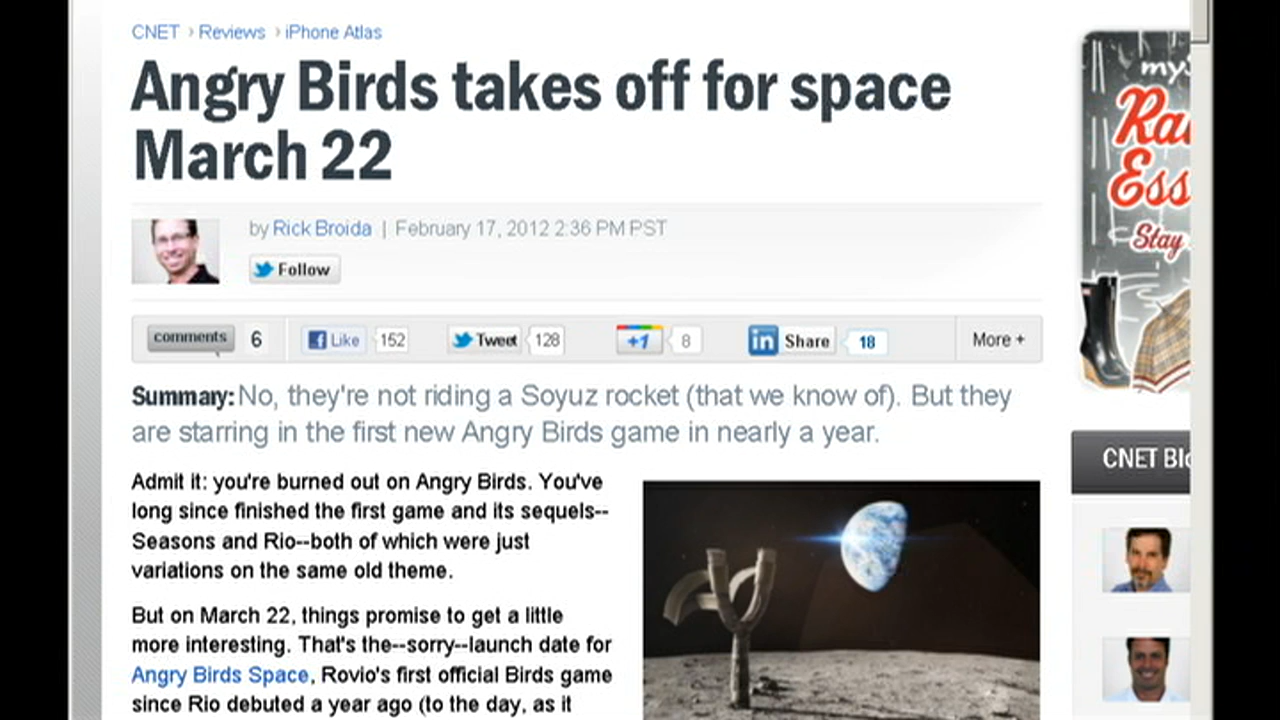 CNET › Reviews › iPhone Atlas
Angry Birds takes off for space
March 22
by Rick Broida | February 17, 2012 2:36 PM PST
Follow
comments 6 Like 152 Tweet 128 +1 8 in Share 18 More +
Summary: No, they're not riding a Soyuz rocket (that we know of). But they
are starring in the first new Angry Birds game in nearly a year.
Admit it: you're burned out on Angry Birds. You've
long since finished the first game and its sequels--
Seasons and Rio--both of which were just
variations on the same old theme.
But on March 22, things promise to get a little
more interesting. That's the--sorry--launch date for
Angry Birds Space, Rovio's first official Birds game
since Rio debuted a year ago (to the day, as it
Stay
CNET